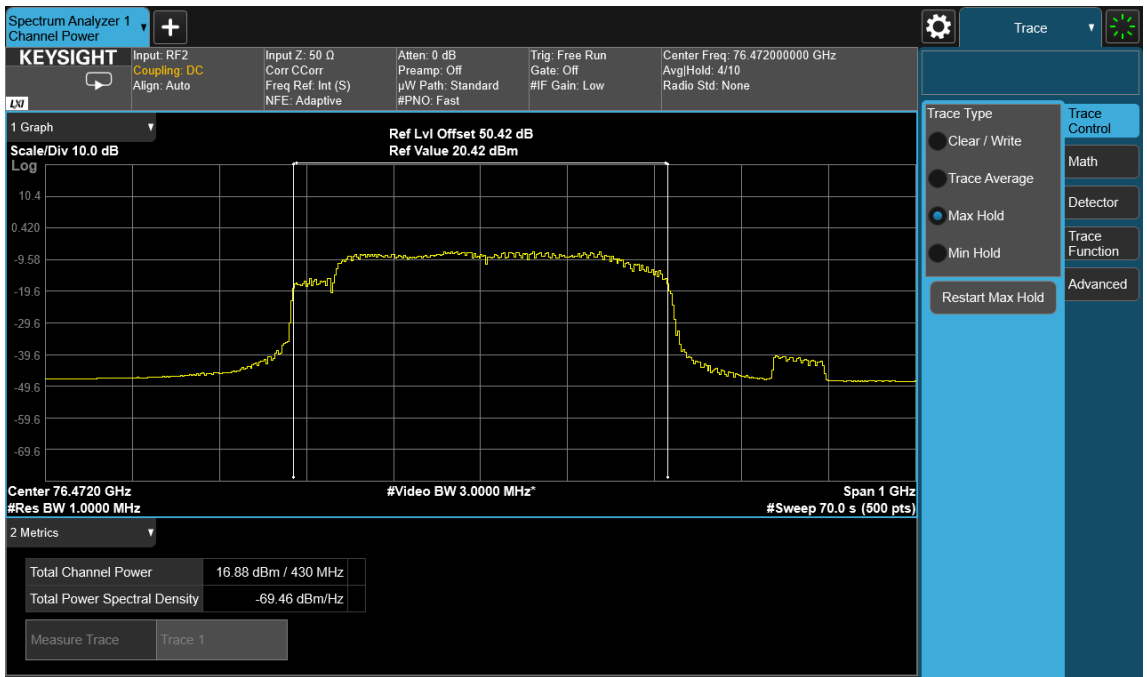 Spectrum Analyzer 1
Channel Power
+
Trace
KEYSIGHT
LXI
Input: RF2
Coupling: DC
Align: Auto
Input Z: 50 Ω
Corr CCorr
Freq Ref: Int (S)
NFE: Adaptive
Atten: 0 dB
Preamp: Off
µW Path: Standard
#PNO: Fast
Trig: Free Run
Gate: Off
#IF Gain: Low
Center Freq: 76.472000000 GHz
Avg|Hold: 4/10
Radio Std: None
1 Graph
Scale/Div 10.0 dB
Ref Lvl Offset 50.42 dB
Ref Value 20.42 dBm
Log
10.4
0.420
-9.58
-19.6
-29.6
-39.6
-49.6
-59.6
-69.6
Center 76.4720 GHz
#Video BW 3.0000 MHz*
Span 1 GHz
#Res BW 1.0000 MHz
#Sweep 70.0 s (500 pts)
2 Metrics
Total Channel Power 16.88 dBm / 430 MHz
Total Power Spectral Density -69.46 dBm/Hz
Measure Trace Trace 1
Trace Type
Clear / Write
Trace Average
Max Hold
Min Hold
Restart Max Hold
Trace
Control
Math
Detector
Trace
Function
Advanced